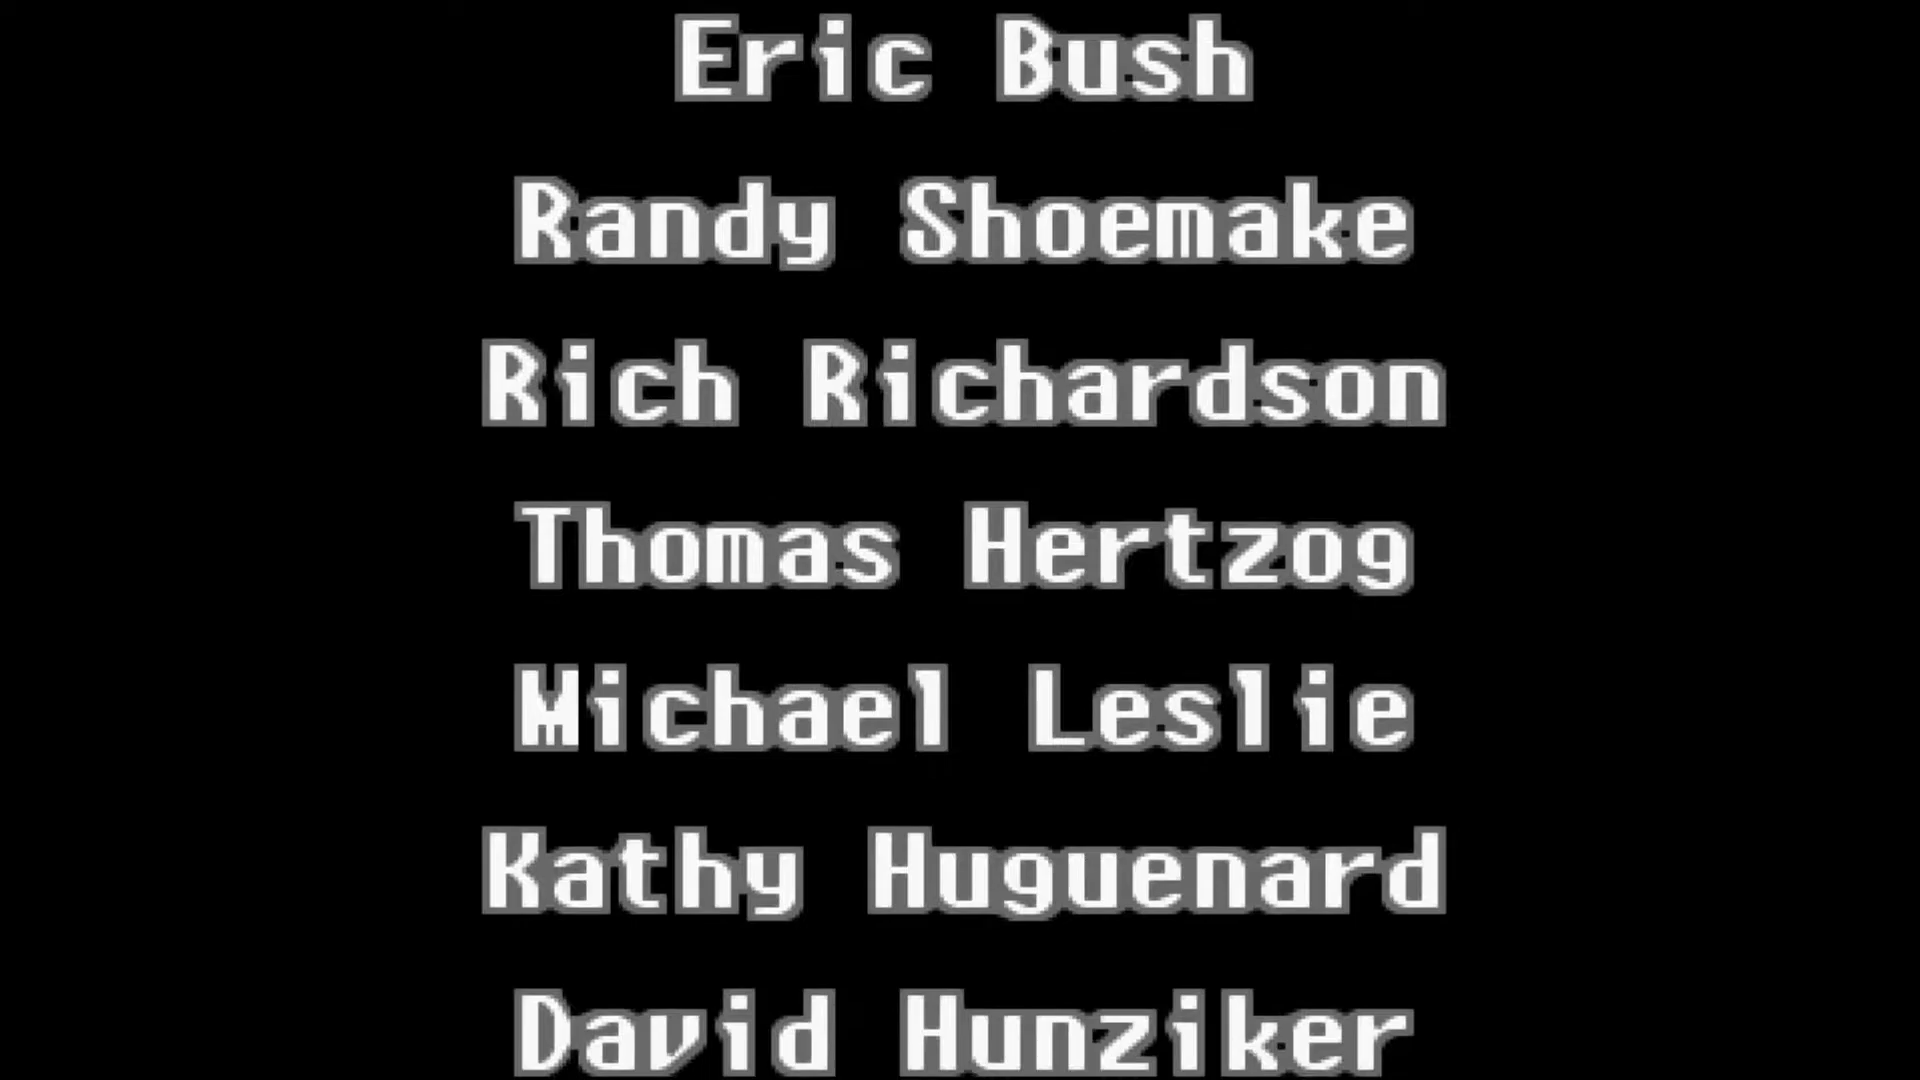 Eric Bush
Randy Shoemake
Rich Richardson
Thomas Hertzog
Michael Leslie
Kathy Huguenard
David Hunziker